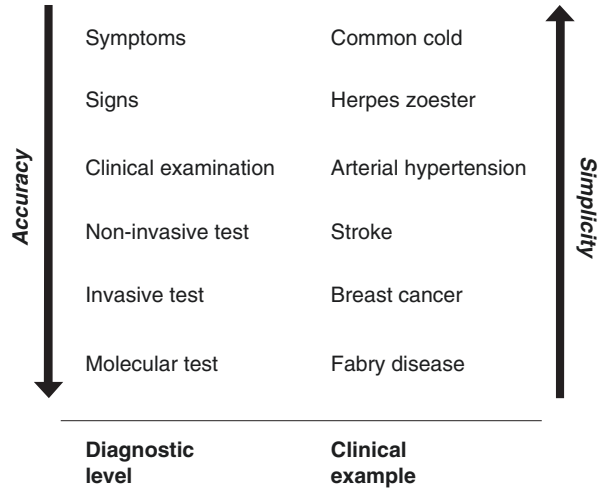 Symptoms Common cold
Signs Herpes zoester
Clinical examination Arterial hypertension
Non-invasive test Stroke
Invasive test Breast cancer
Molecular test Fabry disease
Accuracy
Simplicity
Diagnostic level
Clinical example